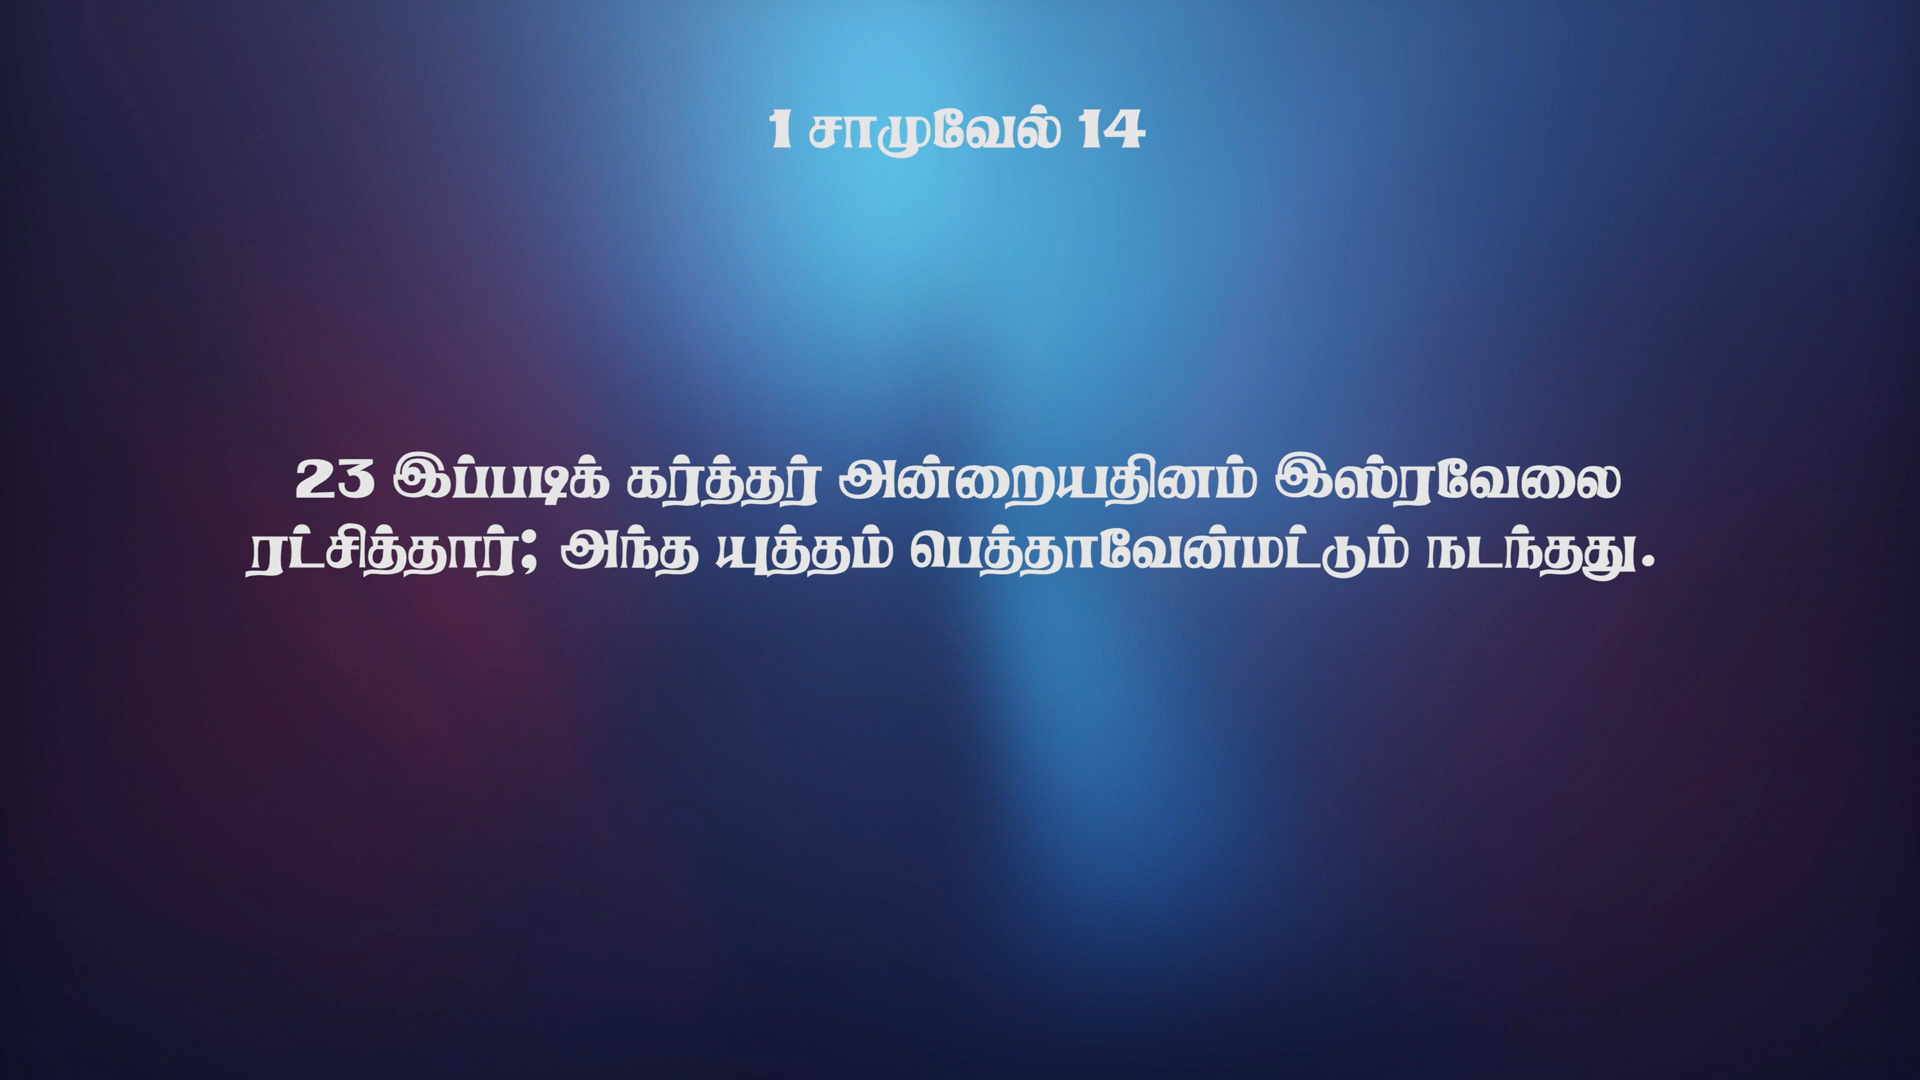 1 சாமுவேல் 14
23 இப்படிக் கர்த்தர் அன்றையதினம் இஸ்ரவேலை
ரட்சித்தார்; அந்த யுத்தம் பெத்தாவேன்மட்டும் நடந்தது.